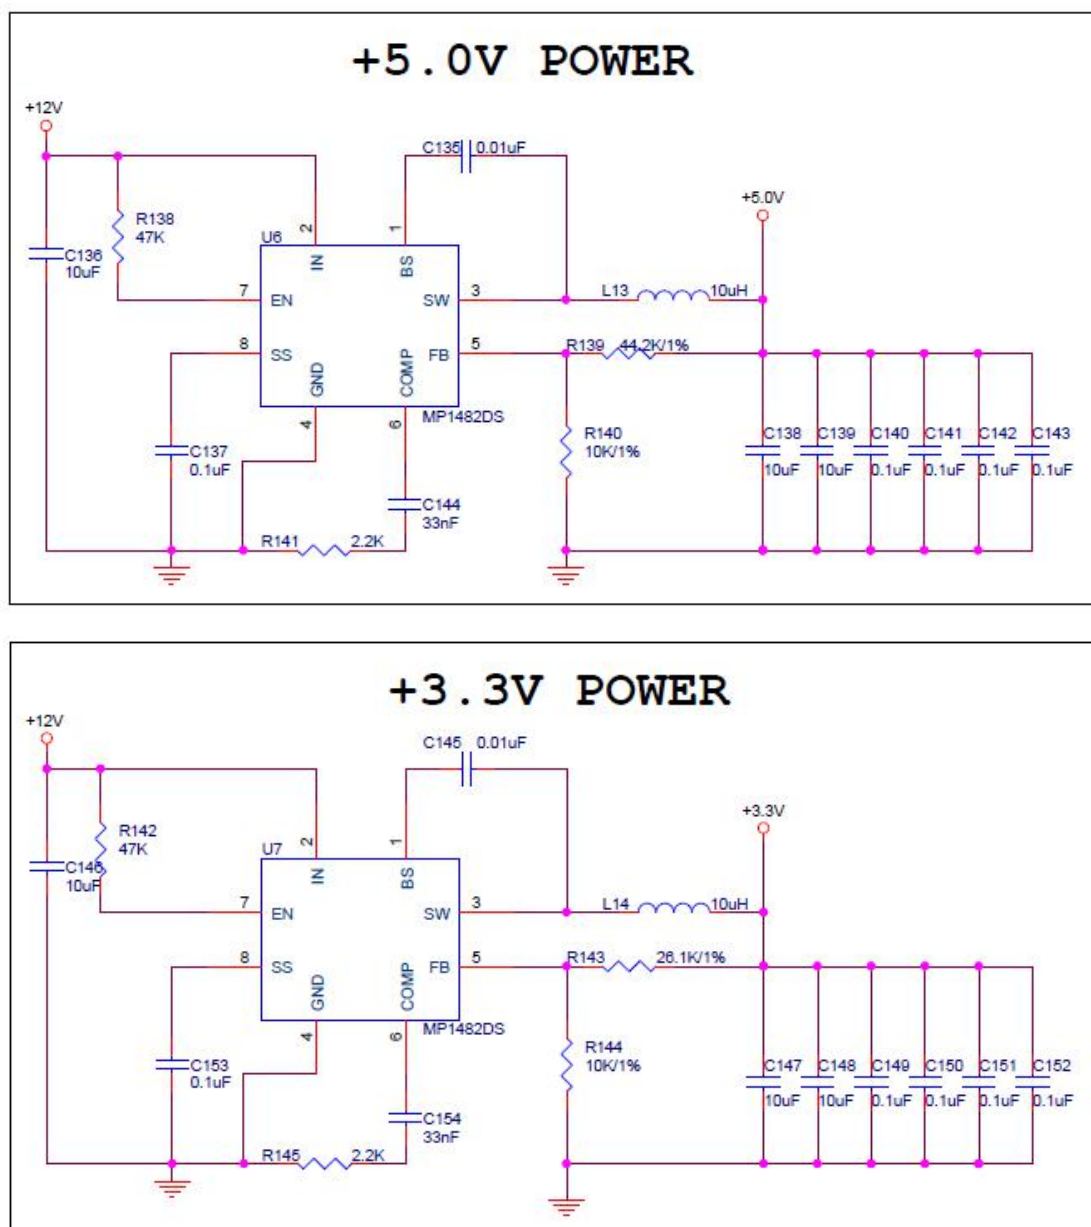 +5.0V POWER
+12V
C135 0.01uF
R138
47K
+5.0V
C136
10uF
U6
2
1
IN
BS
7 EN
SW 3
L13 10uH
8 SS
FB 5
R139 44.2K/1%
GND
COMP
4
6
MP1482DS
C137
0.1uF
R140
10K/1%
C138
10uF
C139
10uF
C140
0.1uF
C141
0.1uF
C142
0.1uF
C143
0.1uF
C144
33nF
R141 2.2K
+3.3V POWER
+12V
C145 0.01uF
R142
47K
+3.3V
C146
10uF
U7
2
1
IN
BS
7 EN
SW 3
L14 10uH
8 SS
FB 5
R143 26.1K/1%
GND
COMP
4
6
MP1482DS
C153
0.1uF
R144
10K/1%
C147
10uF
C148
10uF
C149
0.1uF
C150
0.1uF
C151
0.1uF
C152
0.1uF
C154
33nF
R145 2.2K